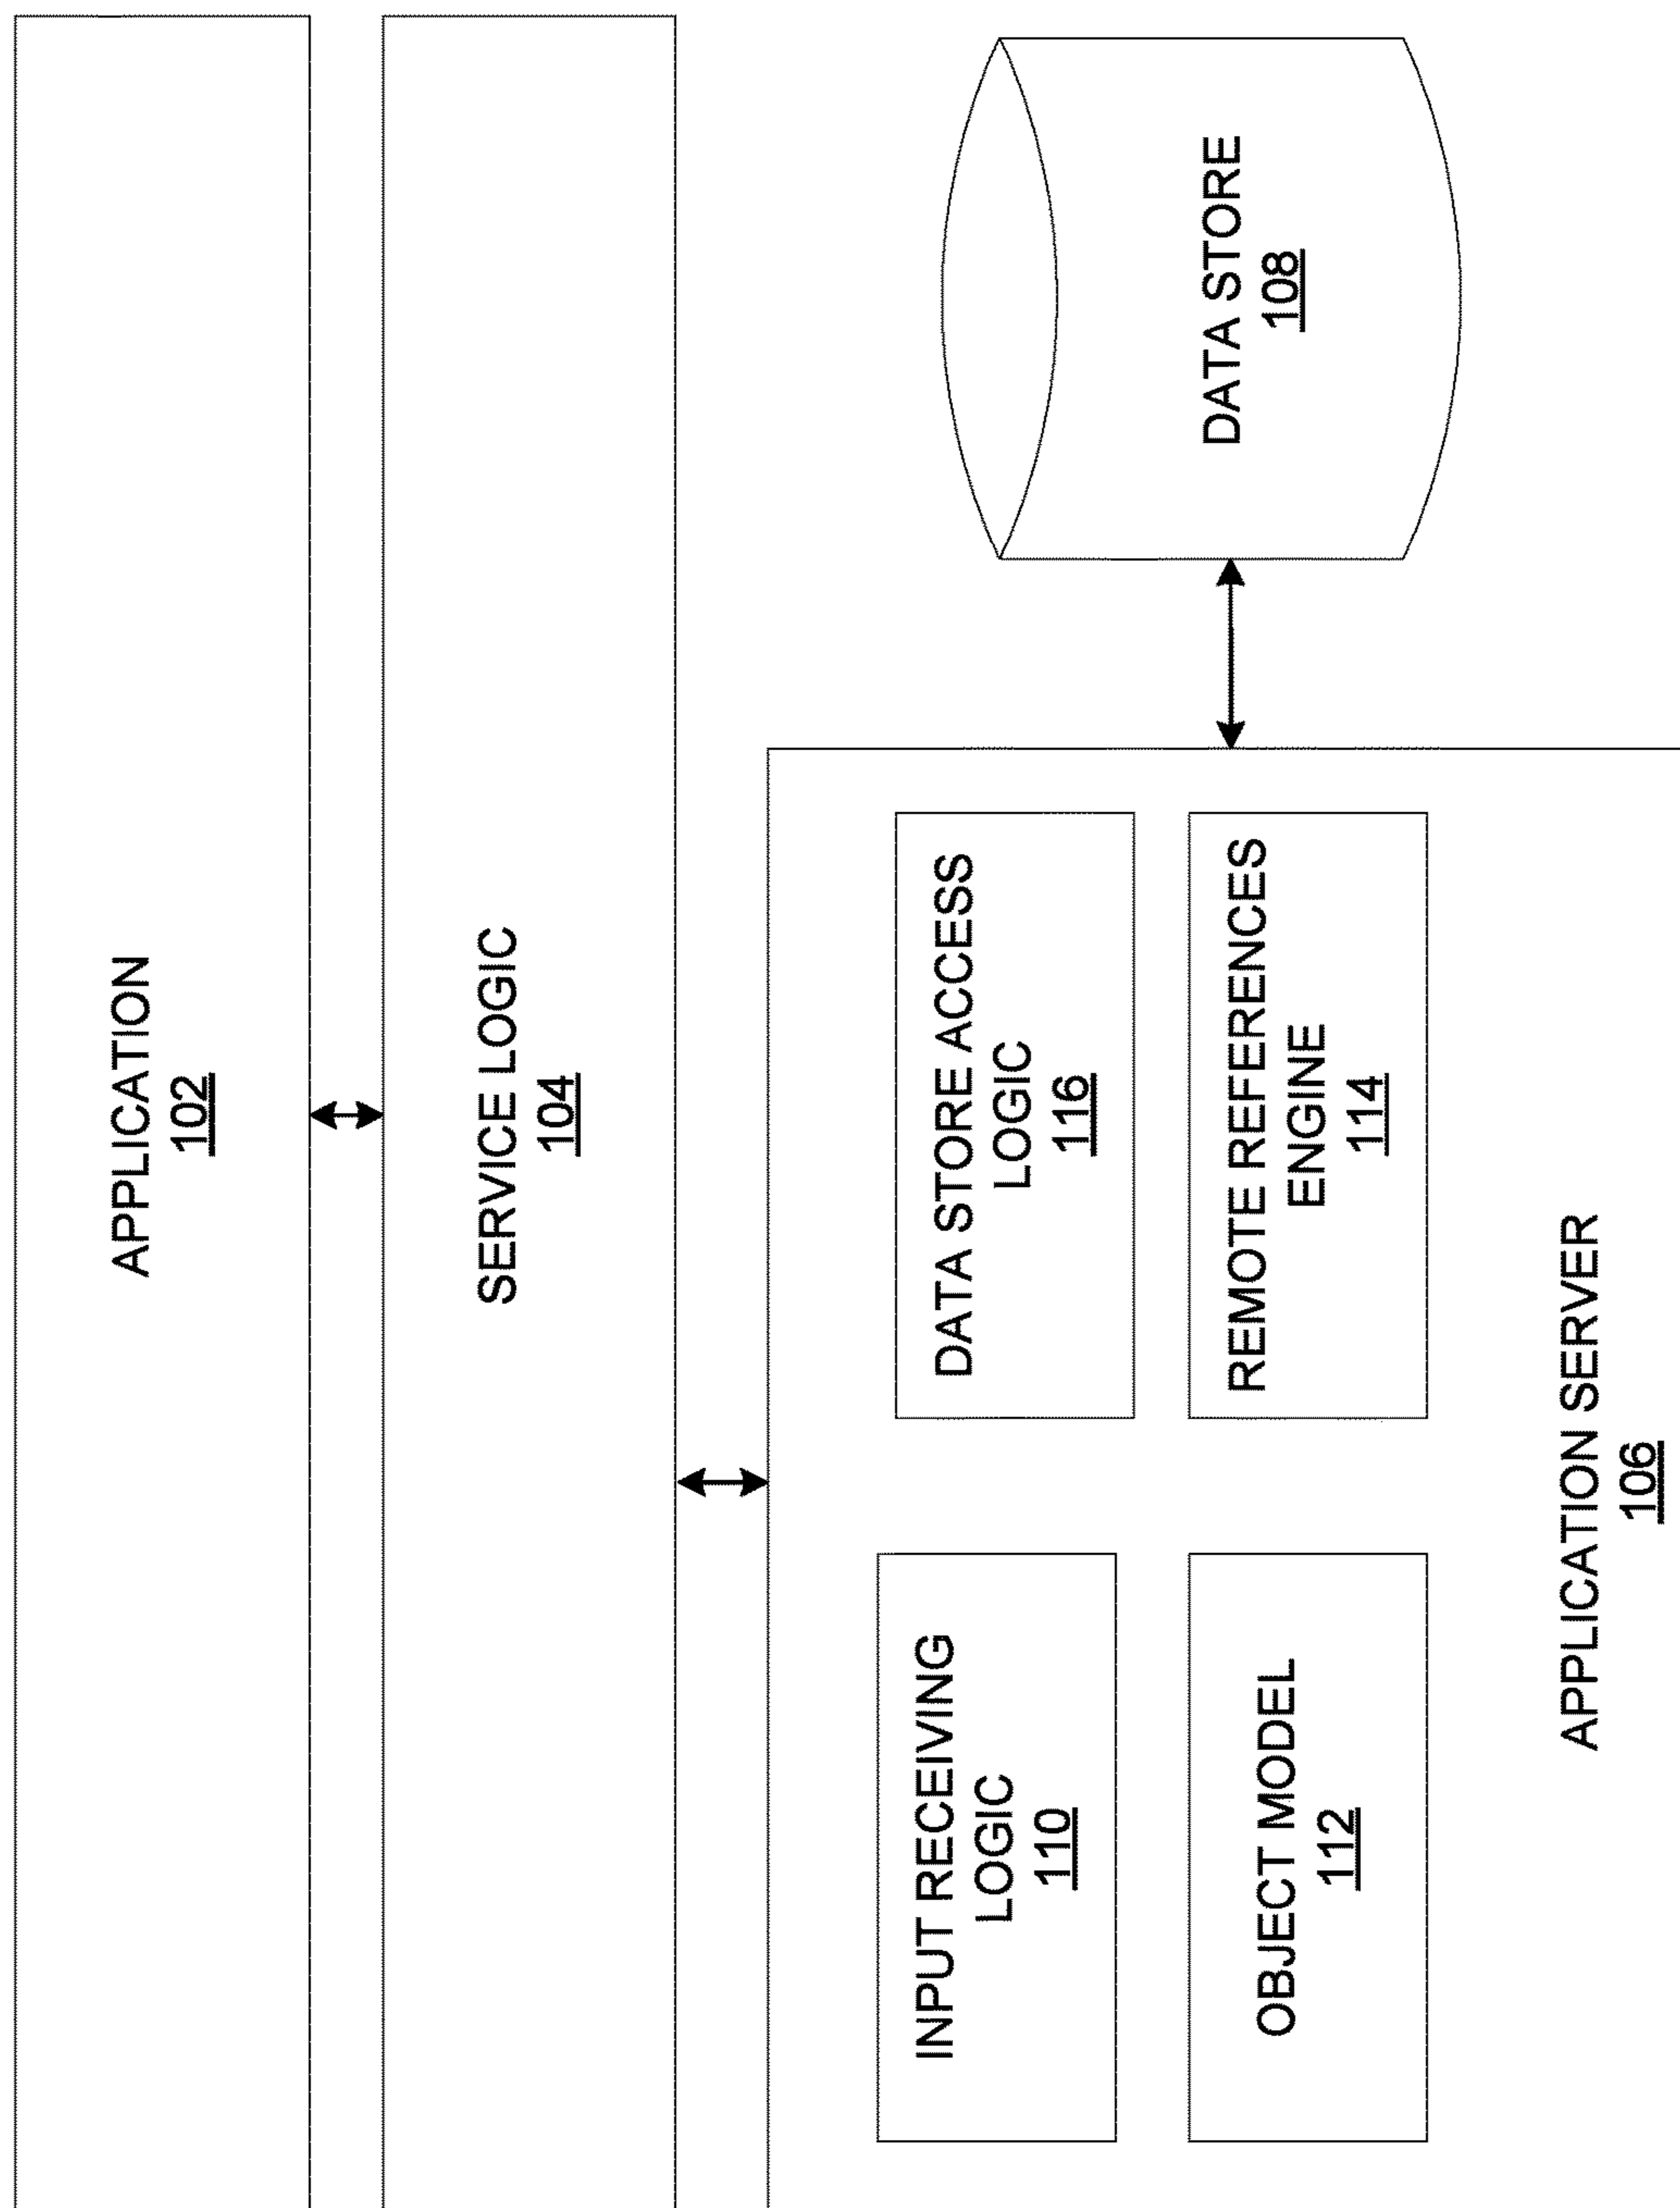 APPLICATION
102
SERVICE LOGIC
104
INPUT RECEIVING
LOGIC
110
DATA STORE ACCESS
LOGIC
116
OBJECT MODEL
112
REMOTE REFERENCES
ENGINE
114
APPLICATION SERVER
106
DATA STORE
108